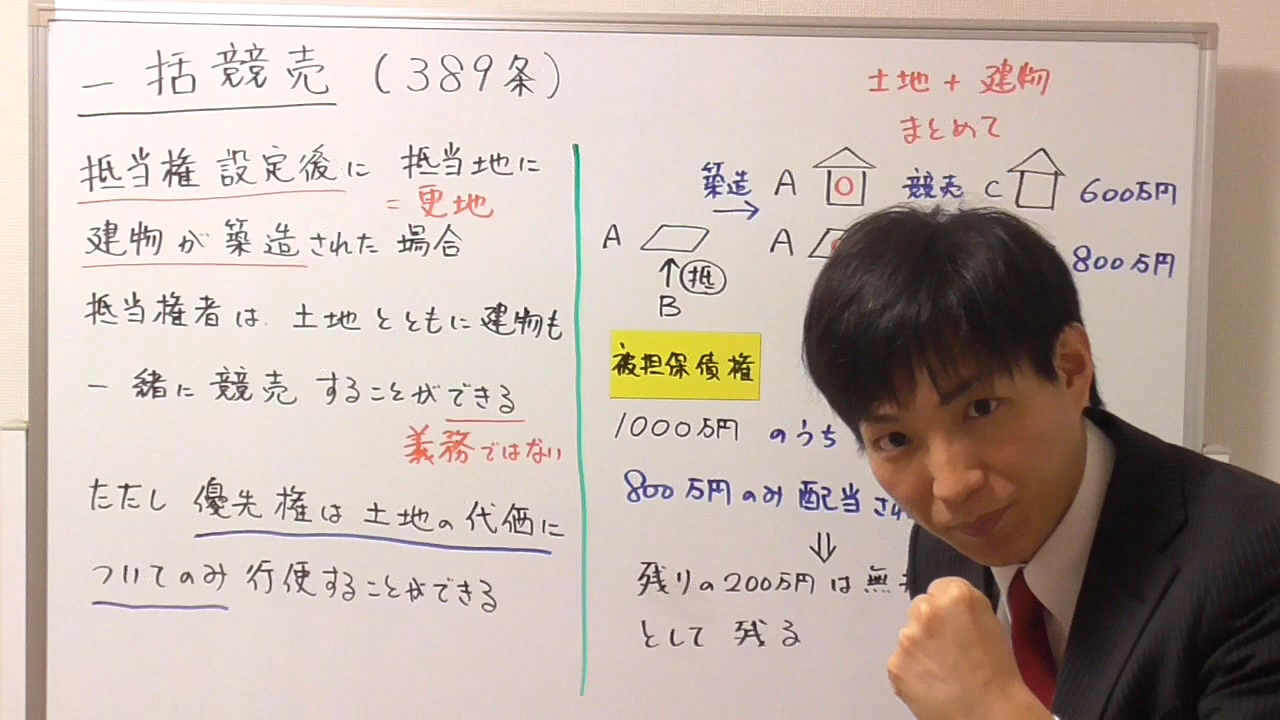 一括競売(389条)
抵当権設定後に 抵当地に
=更地
建物が築造された場合
抵当権者は、土地とともに建物も
一緒に競売することができる
義務ではない
ただし優先権は土地の代価に
ついてのみ行使することができる
土地+建物
まとめて
築造 A 競売 C 600万円
A A 800万円
抵
B
被担保債権
1000万円のうち
800万円のみ配当
残りの200万円は無
として残る